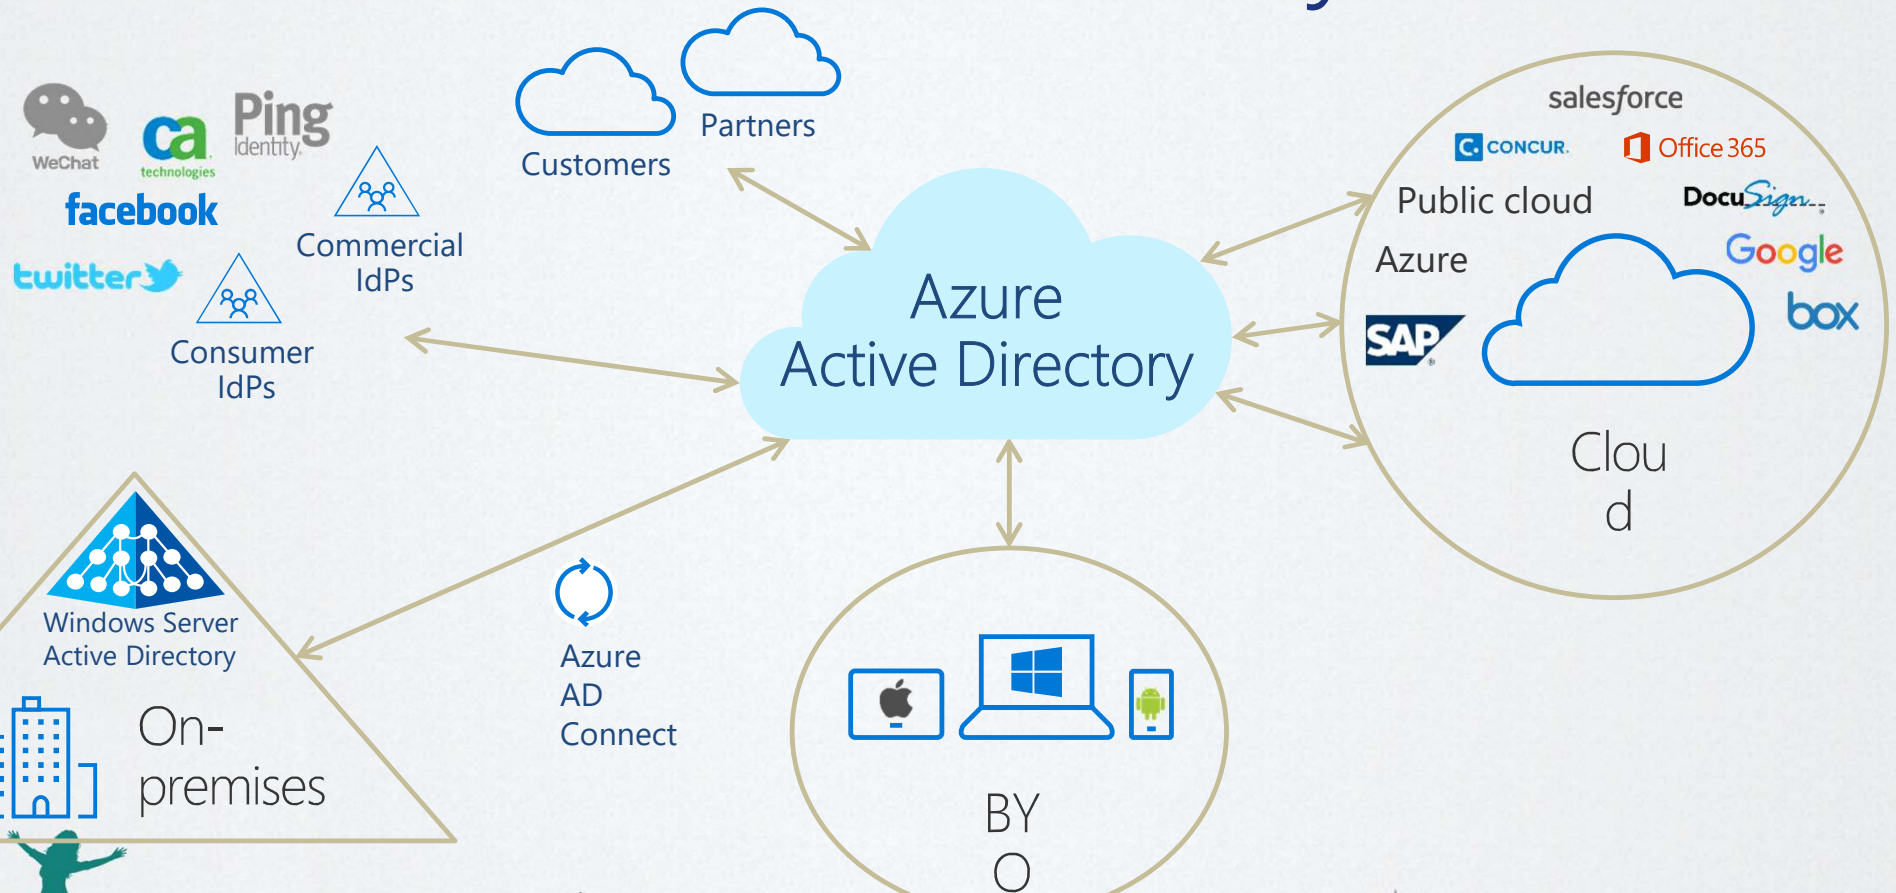 WeChat
ca
technologies
Ping
Identity
facebook
twitter
Commercial
IdPs
Consumer
IdPs
Customers
Partners
Azure
Active Directory
salesforce
C. CONCUR.
Office 365
Public cloud
DocuSign
Azure
Google
SAP
box
Clou
d
Windows Server
Active Directory
On-
premises
Azure
AD
Connect
BY
O